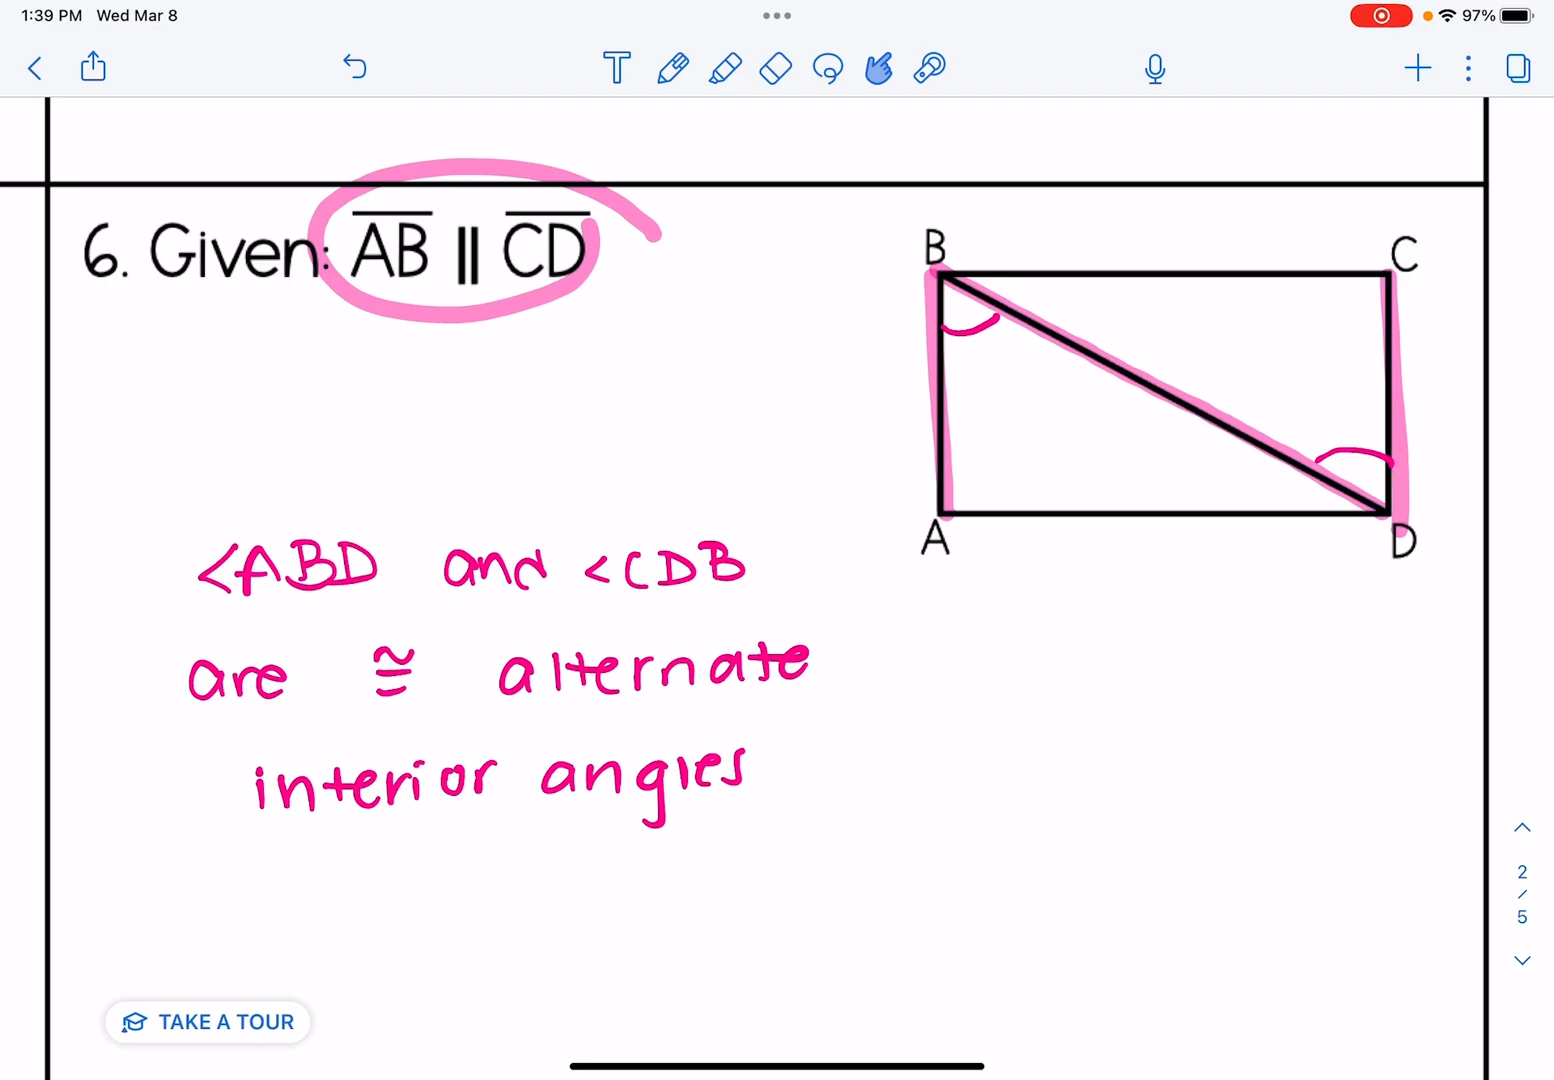 1:39 PM Wed Mar 8
97%
6. Given: AB || CD
B
C
A
D
<ABD and <CDB
are ≅ alternate
interior angles
2
/
5
TAKE A TOUR